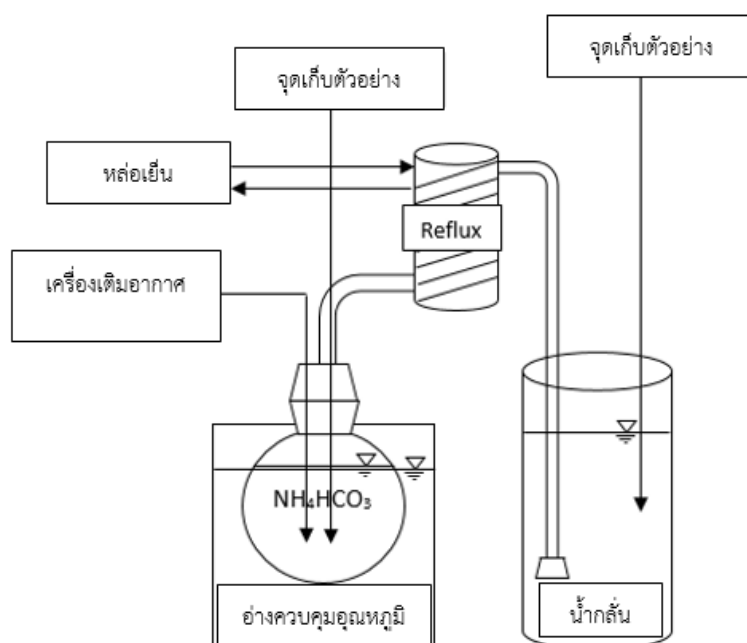 จุดเก็บตัวอย่าง
จุดเก็บตัวอย่าง
หล่อเย็น
Reflux
เครื่องเติมอากาศ
NH₄HCO₃
อ่างควบคุมอุณหภูมิ
น้ำกลั่น